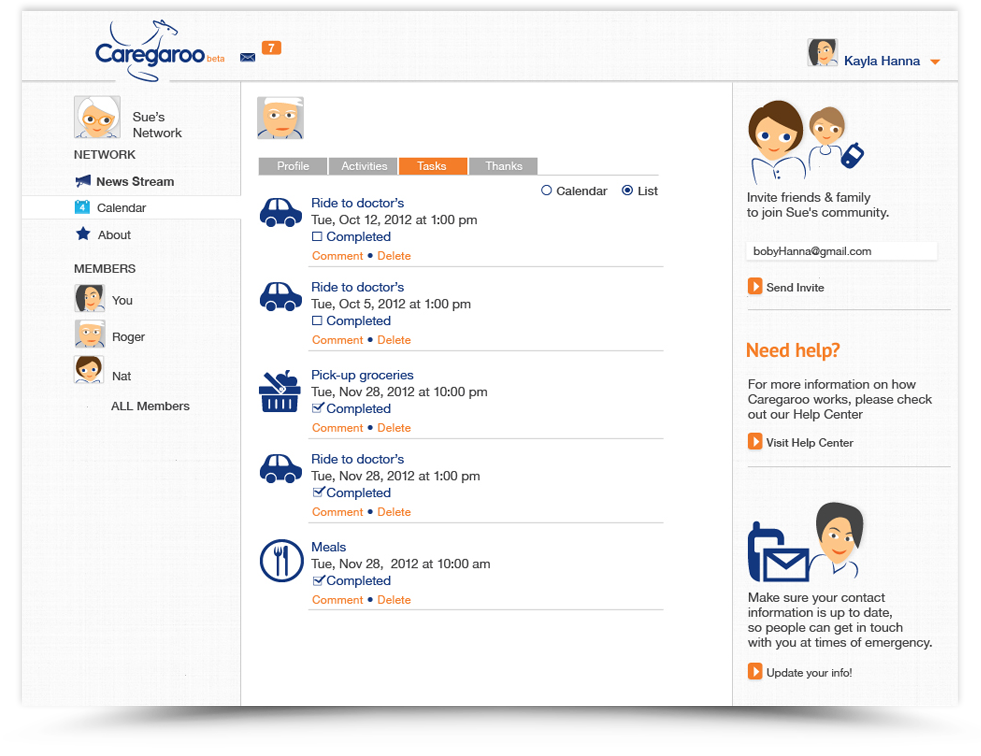 Caregaroo beta
7
Kayla Hanna
Sue's
Network
NETWORK
News Stream
4
Calendar
About
MEMBERS
You
Roger
Nat
ALL Members
Profile
Activities
Tasks
Thanks
Calendar
List
Ride to doctor's
Tue, Oct 12, 2012 at 1:00 pm
Completed
Comment • Delete
Ride to doctor's
Tue, Oct 5, 2012 at 1:00 pm
Completed
Comment • Delete
Pick-up groceries
Tue, Nov 28, 2012 at 10:00 pm
Completed
Comment • Delete
Ride to doctor's
Tue, Nov 28, 2012 at 1:00 pm
Completed
Comment • Delete
Meals
Tue, Nov 28, 2012 at 10:00 am
Completed
Comment • Delete
Invite friends & family
to join Sue's community.
bobyHanna@gmail.com
Send Invite
Need help?
For more information on how
Caregaroo works, please check
out our Help Center
Visit Help Center
Make sure your contact
information is up to date,
so people can get in touch
with you at times of emergency.
Update your info!